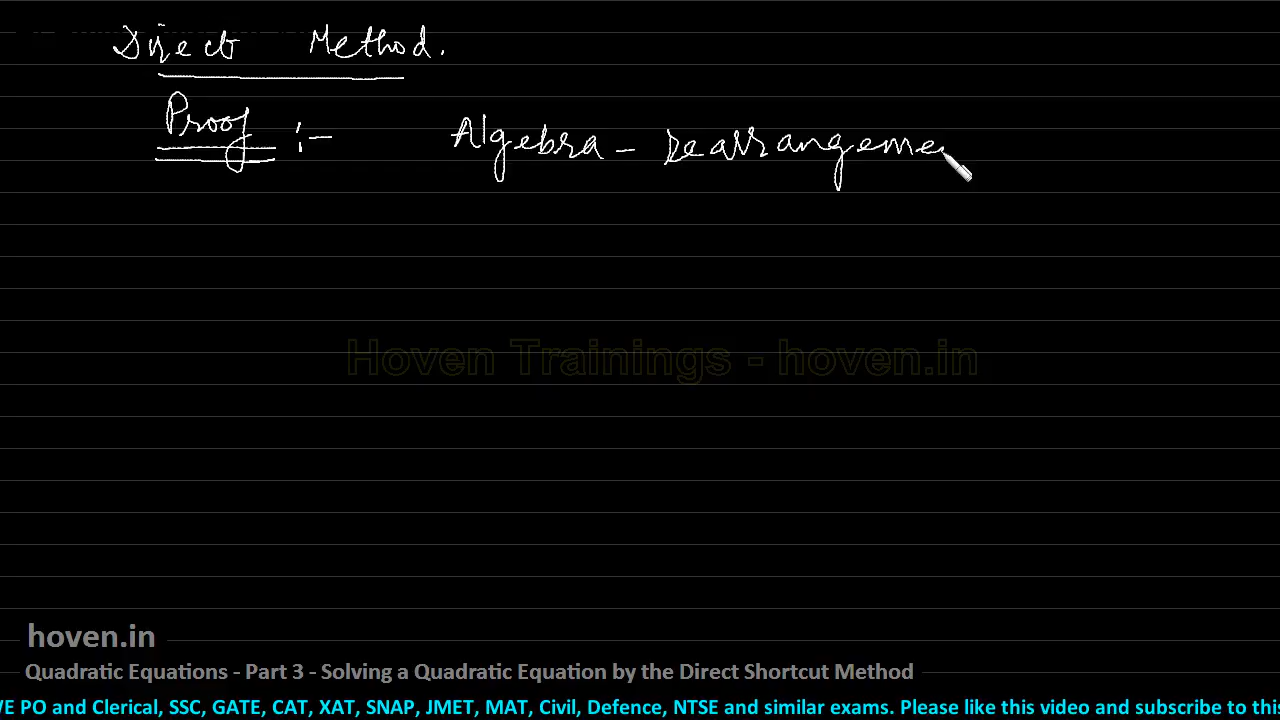 Direct Method.
Proof :- Algebra - rearrangeme
Hoven Trainings - hoven.in
hoven.in
Quadratic Equations - Part 3 - Solving a Quadratic Equation by the Direct Shortcut Method
VE PO and Clerical, SSC, GATE, CAT, XAT, SNAP, JMET, MAT, Civil, Defence, NTSE and similar exams. Please like this video and subscribe to this